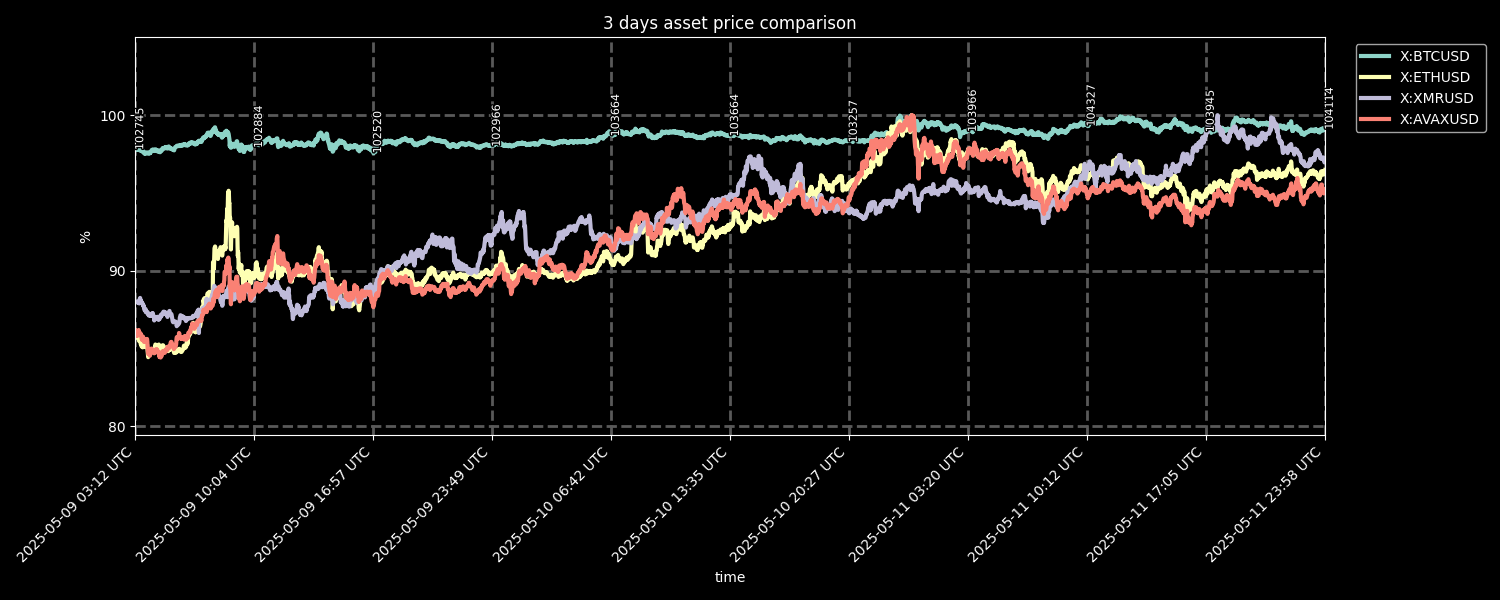 3 days asset price comparison
X:BTCUSD
X:ETHUSD
X:XMRUSD
X:AVAXUSD
100
90
80
%
102745
102884
102520
102966
103664
103664
103257
103966
104327
103945
104114
2025-05-09 03:12 UTC
2025-05-09 10:04 UTC
2025-05-09 16:57 UTC
2025-05-09 23:49 UTC
2025-05-10 06:42 UTC
2025-05-10 13:35 UTC
2025-05-10 20:27 UTC
2025-05-11 03:20 UTC
2025-05-11 10:12 UTC
2025-05-11 17:05 UTC
2025-05-11 23:58 UTC
time